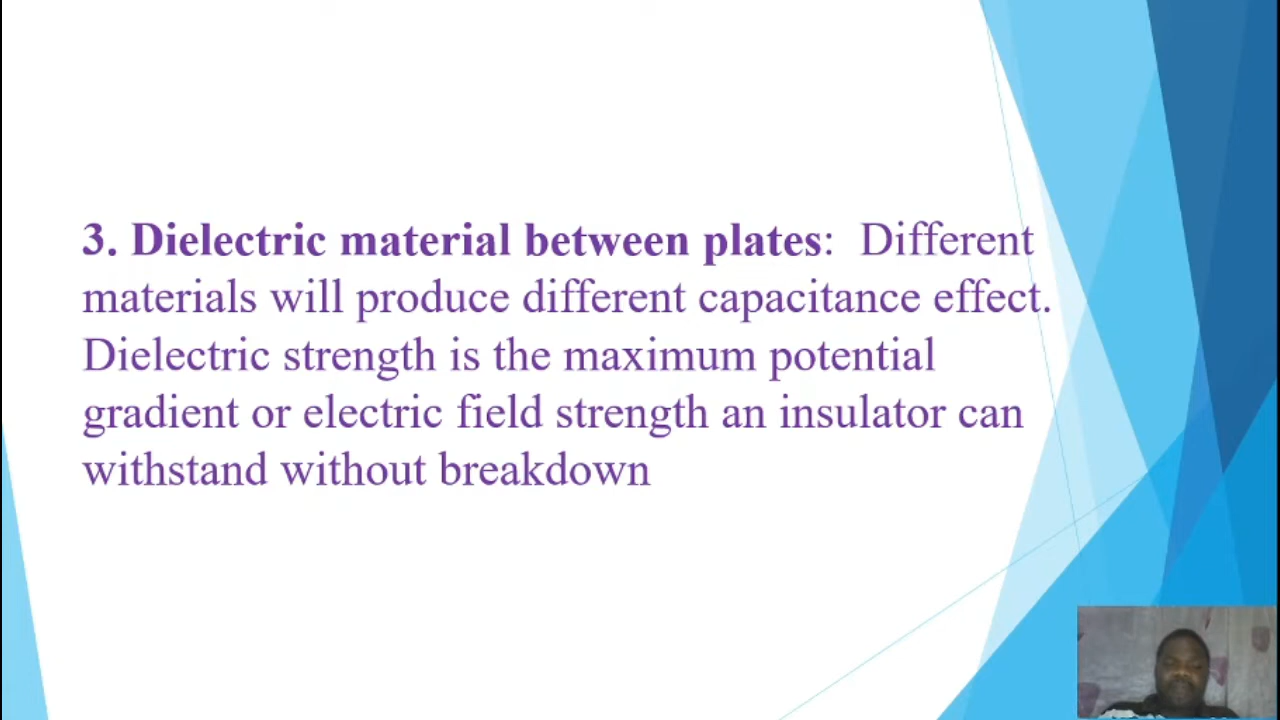 3. Dielectric material between plates:  Different
materials will produce different capacitance effect.
Dielectric strength is the maximum potential
gradient or electric field strength an insulator can
withstand without breakdown